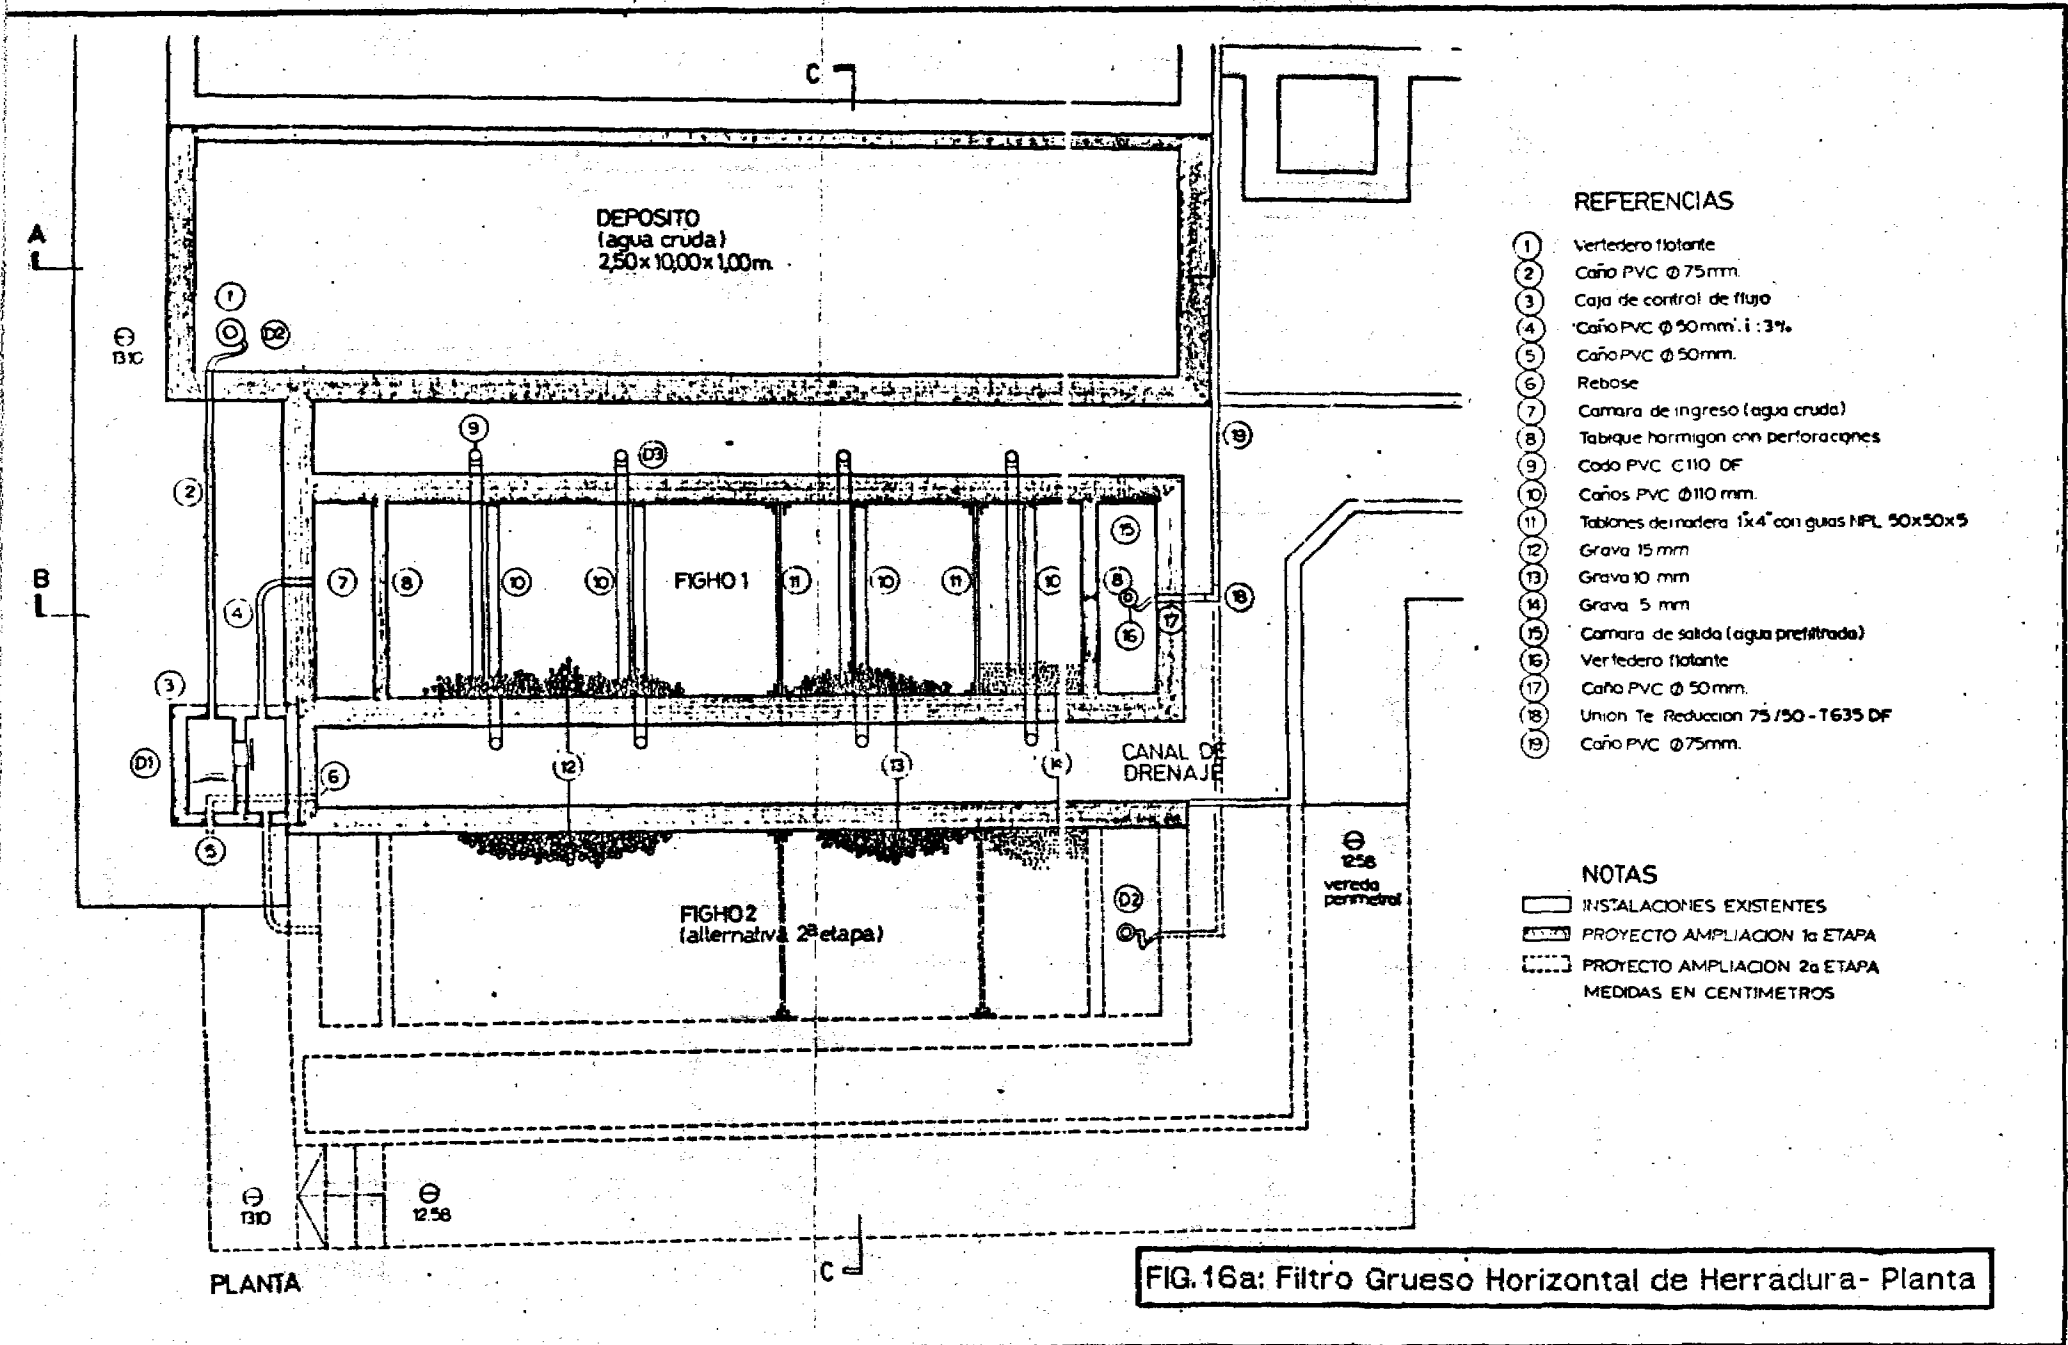 C
DEPOSITO
(agua cruda)
2,50x10,00x1,00m.
A
1
D2
1310
9
D3
19
2
15
B
7
8
10
10
FIGHO 1
11
10
11
10
8
18
4
16
17
3
D1
6
12
13
14
CANAL DE
DRENAJE
5
1258
vereda
perimetral
D2
FIGHO 2
(alternativa 2ª etapa)
1310
12.58
PLANTA
C
REFERENCIAS
1 Vertedero flotante
2 Caño PVC Ø 75mm.
3 Caja de control de flujo
4 Caño PVC Ø 50mm. i : 3%.
5 Caño PVC Ø 50mm.
6 Rebose
7 Camara de ingreso (agua cruda)
8 Tabique hormigon con perforaciones
9 Codo PVC C110 DF
10 Caños PVC Ø110 mm.
11 Tablones de madera 1"x4" con guias NPL 50x50x5
12 Grava 15 mm
13 Grava 10 mm
14 Grava 5 mm
15 Camara de salida (agua prefiltrada)
16 Vertedero flotante
17 Caño PVC Ø 50mm.
18 Union Te Reduccion 75/50 - T635 DF
19 Caño PVC Ø75mm.
NOTAS
INSTALACIONES EXISTENTES
PROYECTO AMPLIACION 1a ETAPA
PROYECTO AMPLIACION 2a ETAPA
MEDIDAS EN CENTIMETROS
FIG.16a: Filtro Grueso Horizontal de Herradura- Planta